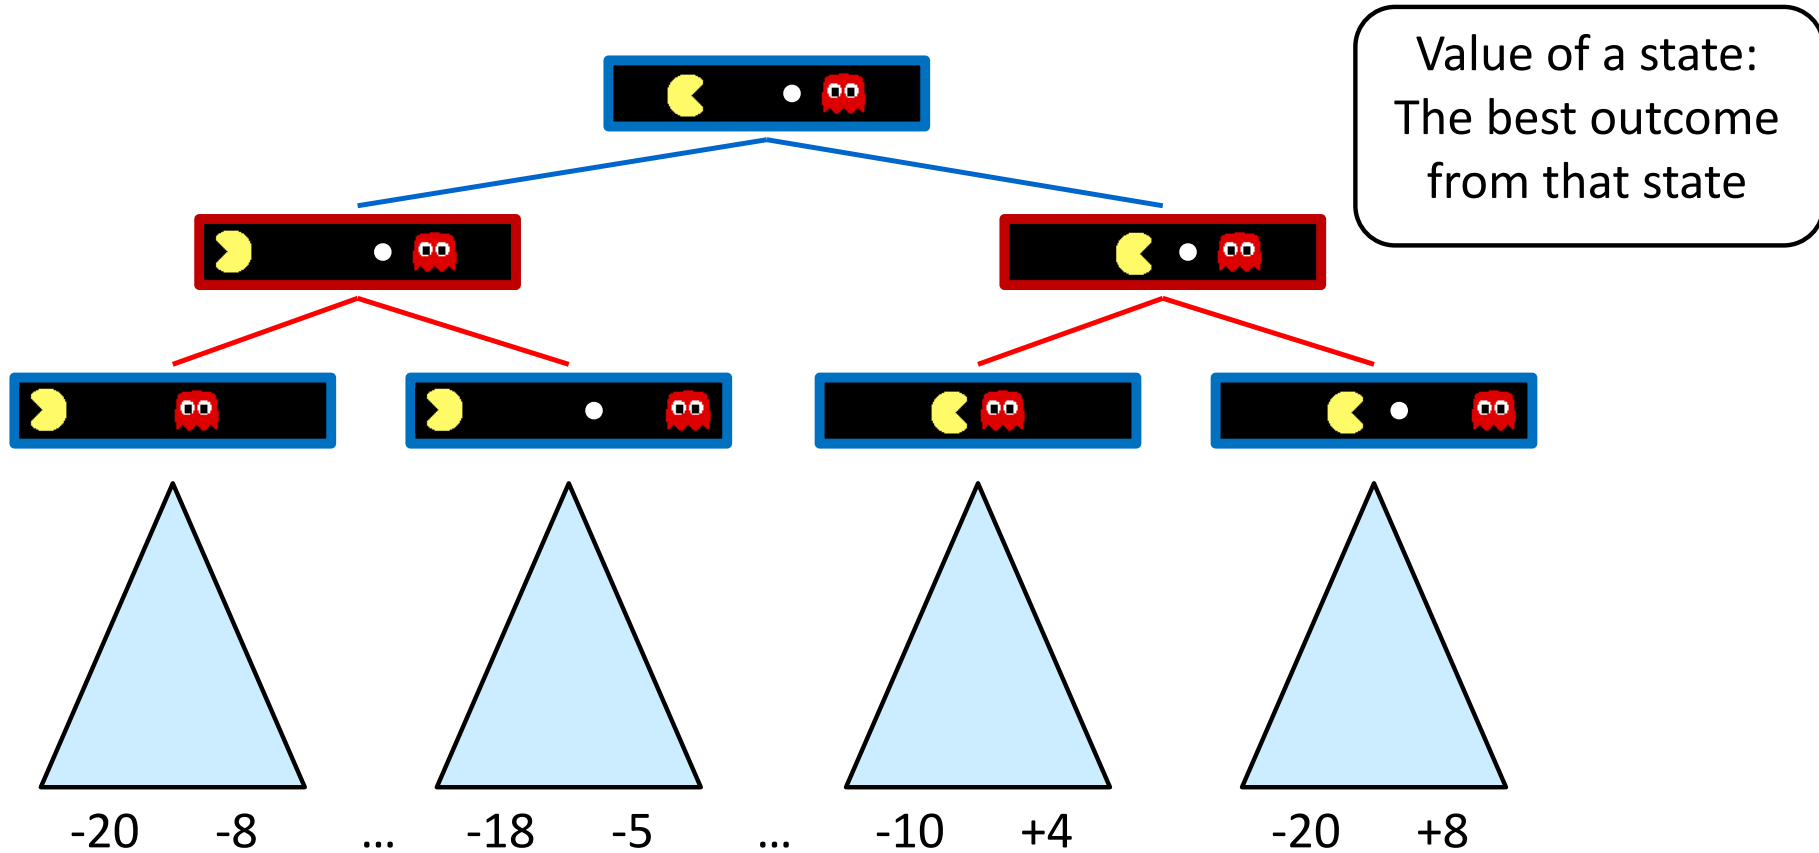 Value of a state:
The best outcome
from that state
-20 -8 ... -18 -5 ... -10 +4 -20 +8